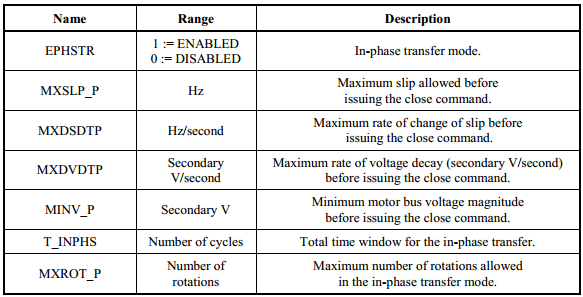 Name Range Description
EPHSTR 1 := ENABLED In-phase transfer mode.
0 := DISABLED
MXSLP_P Hz Maximum slip allowed before
issuing the close command.
MXDSDTP Hz/second Maximum rate of change of slip before
issuing the close command.
MXDVDTP Secondary Maximum rate of voltage decay (secondary V/second)
V/second before issuing the close command.
MINV_P Secondary V Minimum motor bus voltage magnitude
before issuing the close command.
T_INPHS Number of cycles Total time window for the in-phase transfer.
MXROT_P Number of Maximum number of rotations allowed
rotations in the in-phase transfer mode.